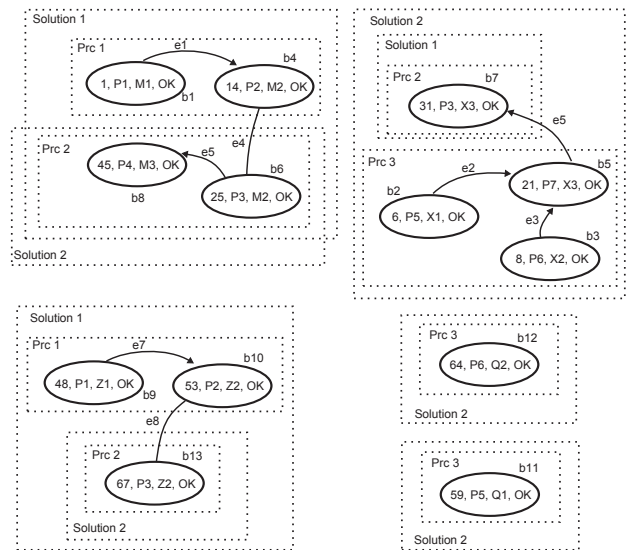 Solution 1
Prc 1
e1
b4
1, P1, M1, OK
14, P2, M2, OK
b1
e4
Prc 2
e5
45, P4, M3, OK
b6
b8
25, P3, M2, OK
Solution 2
Solution 2
Solution 1
Prc 2
b7
31, P3, X3, OK
e5
Prc 3
b5
e2
b2
21, P7, X3, OK
6, P5, X1, OK
e3
b3
8, P6, X2, OK
Solution 1
Prc 1
e7
b10
48, P1, Z1, OK
53, P2, Z2, OK
b9
e8
Prc 2
b13
67, P3, Z2, OK
Solution 2
Prc 3
b12
64, P6, Q2, OK
Solution 2
Prc 3
b11
59, P5, Q1, OK
Solution 2